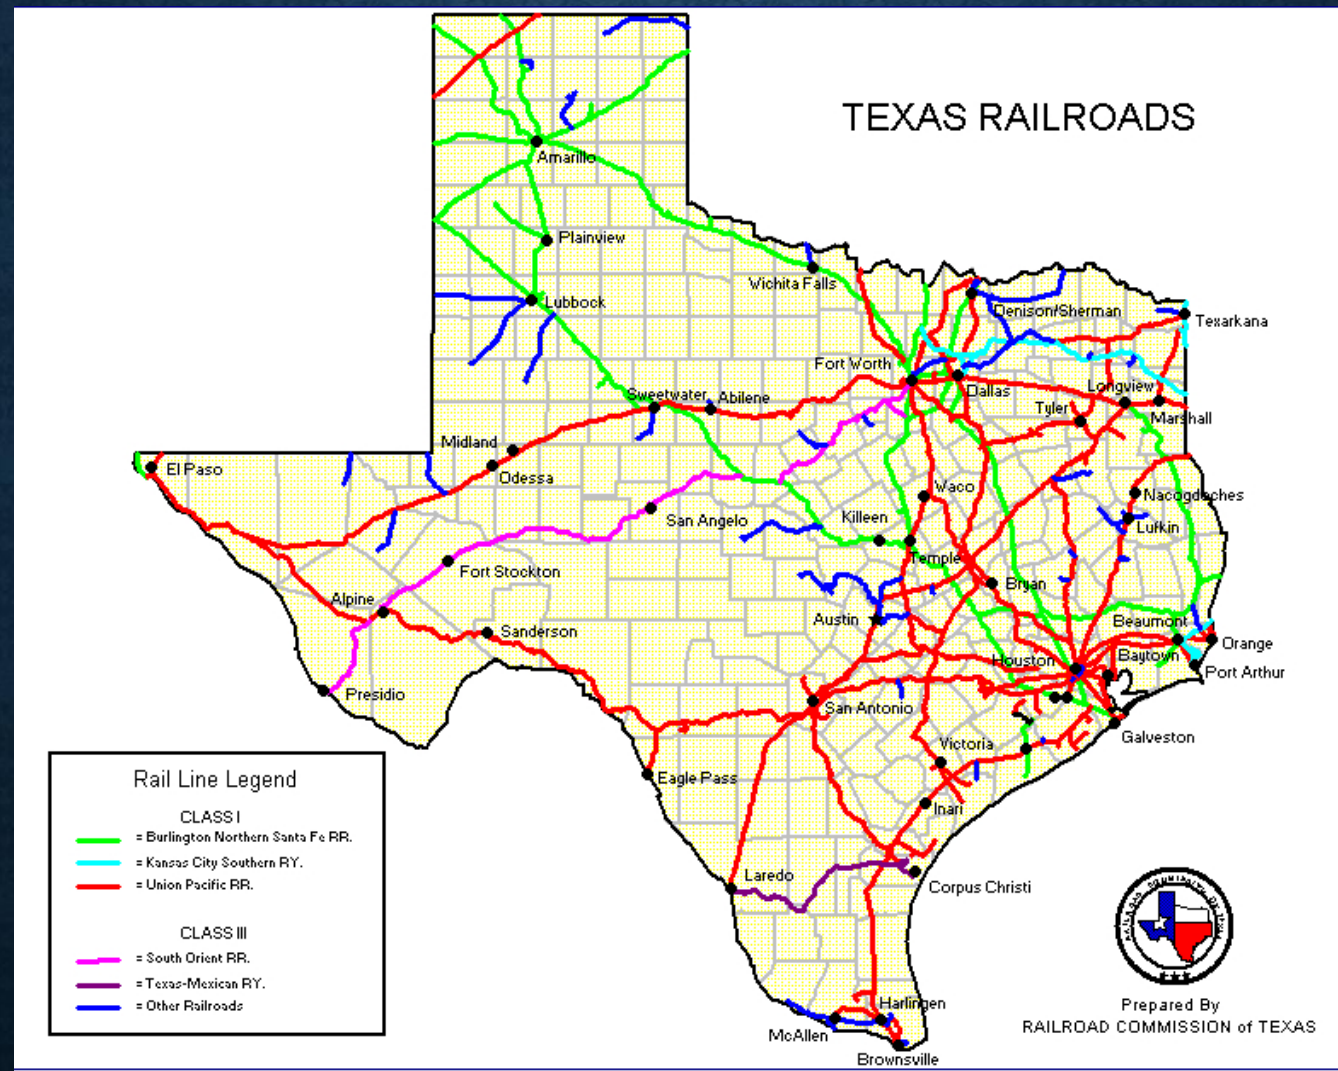 TEXAS RAILROADS
Amarillo
Plainview
Wichita Falls
Lubbock
Denison/Sherman
Texarkana
Fort Worth
Dallas
Longview
Sweetwater
Abilene
Tyler
Marshall
Midland
El Paso
Odessa
Waco
Nacogdoches
San Angelo
Killeen
Lufkin
Temple
Fort Stockton
Bryan
Alpine
Austin
Beaumont
Sanderson
Orange
Houston
Baytown
Port Arthur
Presidio
San Antonio
Galveston
Victoria
Eagle Pass
Inari
Laredo
Corpus Christi
Harlingen
McAllen
Brownsville
Rail Line Legend
CLASS I
= Burlington Northern Santa Fe RR.
= Kansas City Southern RY.
= Union Pacific RR.
CLASS III
= South Orient RR.
= Texas-Mexican RY.
= Other Railroads
Prepared By
RAILROAD COMMISSION of TEXAS